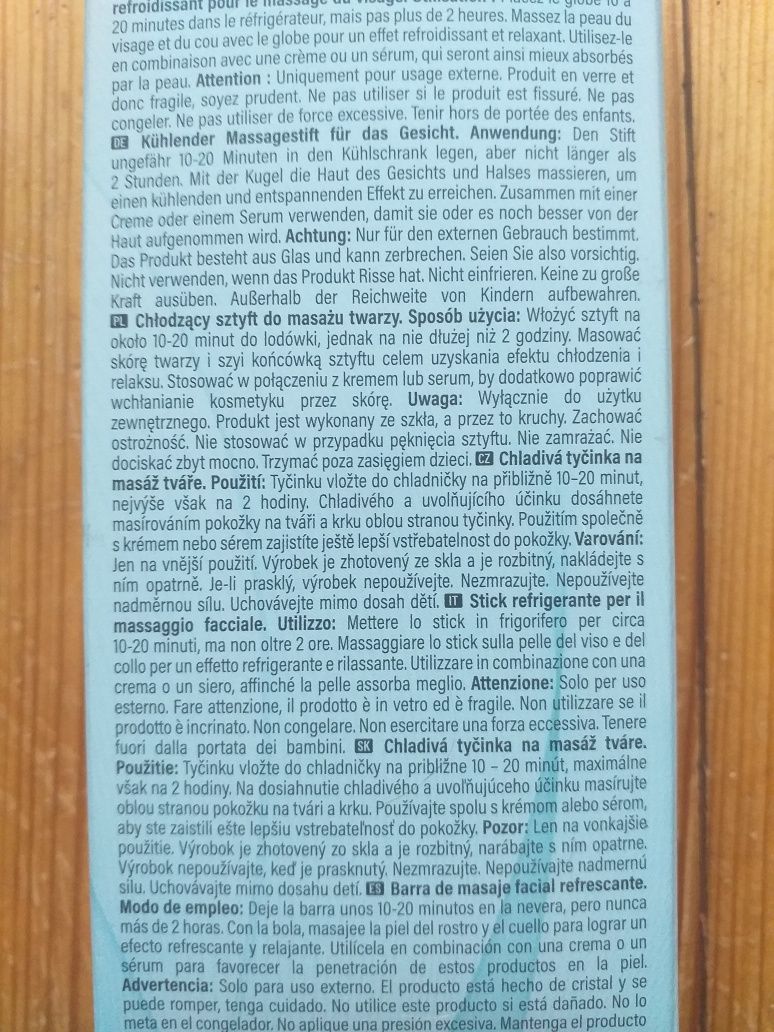 refroidissant pour le massage du visage. Utilisation : Placez le globe 10 à
20 minutes dans le réfrigérateur, mais pas plus de 2 heures. Massez la peau du
visage et du cou avec le globe pour un effet refroidissant et relaxant. Utilisez-le
en combinaison avec une crème ou un sérum, qui seront ainsi mieux absorbés
par la peau. Attention : Uniquement pour usage externe. Produit en verre et
donc fragile, soyez prudent. Ne pas utiliser si le produit est fissuré. Ne pas
congeler. Ne pas utiliser de force excessive. Tenir hors de portée des enfants.
DE Kühlender Massagestift für das Gesicht. Anwendung: Den Stift
ungefähr 10-20 Minuten in den Kühlschrank legen, aber nicht länger als
2 Stunden. Mit der Kugel die Haut des Gesichts und Halses massieren, um
einen kühlenden und entspannenden Effekt zu erreichen. Zusammen mit einer
Creme oder einem Serum verwenden, damit sie oder es noch besser von der
Haut aufgenommen wird. Achtung: Nur für den externen Gebrauch bestimmt.
Das Produkt besteht aus Glas und kann zerbrechen. Seien Sie also vorsichtig.
Nicht verwenden, wenn das Produkt Risse hat. Nicht einfrieren. Keine zu große
Kraft ausüben. Außerhalb der Reichweite von Kindern aufbewahren.
PL Chłodzący sztyft do masażu twarzy. Sposób użycia: Włożyć sztyft na
około 10-20 minut do lodówki, jednak na nie dłużej niż 2 godziny. Masować
skórę twarzy i szyi końcówką sztyftu celem uzyskania efektu chłodzenia i
relaksu. Stosować w połączeniu z kremem lub serum, by dodatkowo poprawić
wchłanianie kosmetyku przez skórę. Uwaga: Wyłącznie do użytku
zewnętrznego. Produkt jest wykonany ze szkła, a przez to kruchy. Zachować
ostrożność. Nie stosować w przypadku pęknięcia sztyftu. Nie zamrażać. Nie
dociskać zbyt mocno. Trzymać poza zasięgiem dzieci. CZ Chladivá tyčinka na
masáž tváře. Použití: Tyčinku vložte do chladničky na přibližně 10–20 minut,
nejvýše však na 2 hodiny. Chladivého a uvolňujícího účinku dosáhnete
masírováním pokožky na tváři a krku oblou stranou tyčinky. Použitím společně
s krémem nebo sérem zajistíte ještě lepší vstřebatelnost do pokožky. Varování:
Jen na vnější použití. Výrobek je zhotovený ze skla a je rozbitný, nakládejte s
ním opatrně. Je-li prasklý, výrobek nepoužívejte. Nezmrazujte. Nepoužívejte
nadměrnou sílu. Uchovávejte mimo dosah dětí. IT Stick refrigerante per il
massaggio facciale. Utilizzo: Mettere lo stick in frigorifero per circa
10-20 minuti, ma non oltre 2 ore. Massaggiare lo stick sulla pelle del viso e del
collo per un effetto refrigerante e rilassante. Utilizzare in combinazione con una
crema o un siero, affinché la pelle assorba meglio. Attenzione: Solo per uso
esterno. Fare attenzione, il prodotto è in vetro ed è fragile. Non utilizzare se il
prodotto è incrinato. Non congelare. Non esercitare una forza eccessiva. Tenere
fuori dalla portata dei bambini. SK Chladivá tyčinka na masáž tváre.
Použitie: Tyčinku vložte do chladničky na približne 10 – 20 minút, maximálne
však na 2 hodiny. Na dosiahnutie chladivého a uvoľňujúceho účinku masírujte
oblou stranou pokožku na tvári a krku. Používajte spolu s krémom alebo sérom,
aby ste zaistili ešte lepšiu vstrebateľnosť do pokožky. Pozor: Len na vonkajšie
použitie. Výrobok je zhotovený zo skla a je rozbitný, narábajte s ním opatrne.
Výrobok nepoužívajte, keď je prasknutý. Nezmrazujte. Nepoužívajte nadmernú
silu. Uchovávajte mimo dosahu detí. ES Barra de masaje facial refrescante.
Modo de empleo: Deje la barra unos 10-20 minutos en la nevera, pero nunca
más de 2 horas. Con la bola, masajee la piel del rostro y el cuello para lograr un
efecto refrescante y relajante. Utilícela en combinación con una crema o un
sérum para favorecer la penetración de estos productos en la piel.
Advertencia: Solo para uso externo. El producto está hecho de cristal y se
puede romper, tenga cuidado. No utilice este producto si está dañado. No lo
meta en el congelador. No aplique una presión excesiva. Mantenga el producto